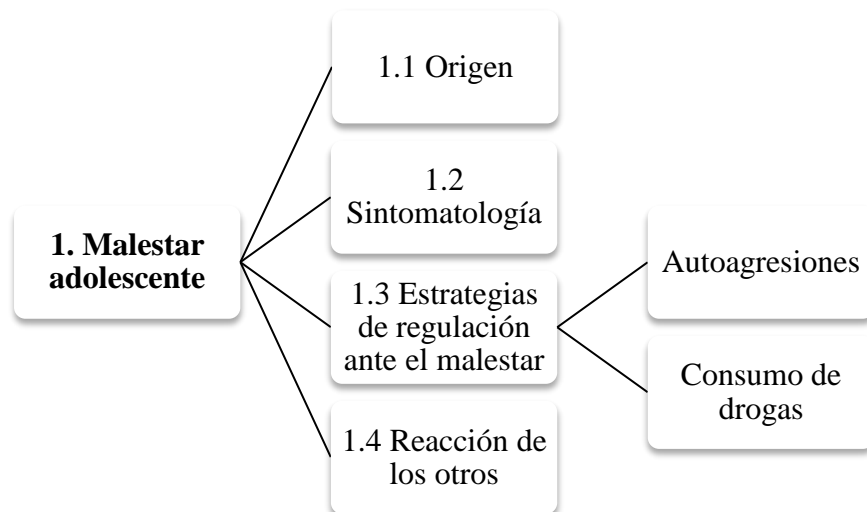 1. Malestar
adolescente
1.1 Origen
1.2
Sintomatología
1.3 Estrategias
de regulación
ante el malestar
Autoagresiones
Consumo de
drogas
1.4 Reacción de
los otros